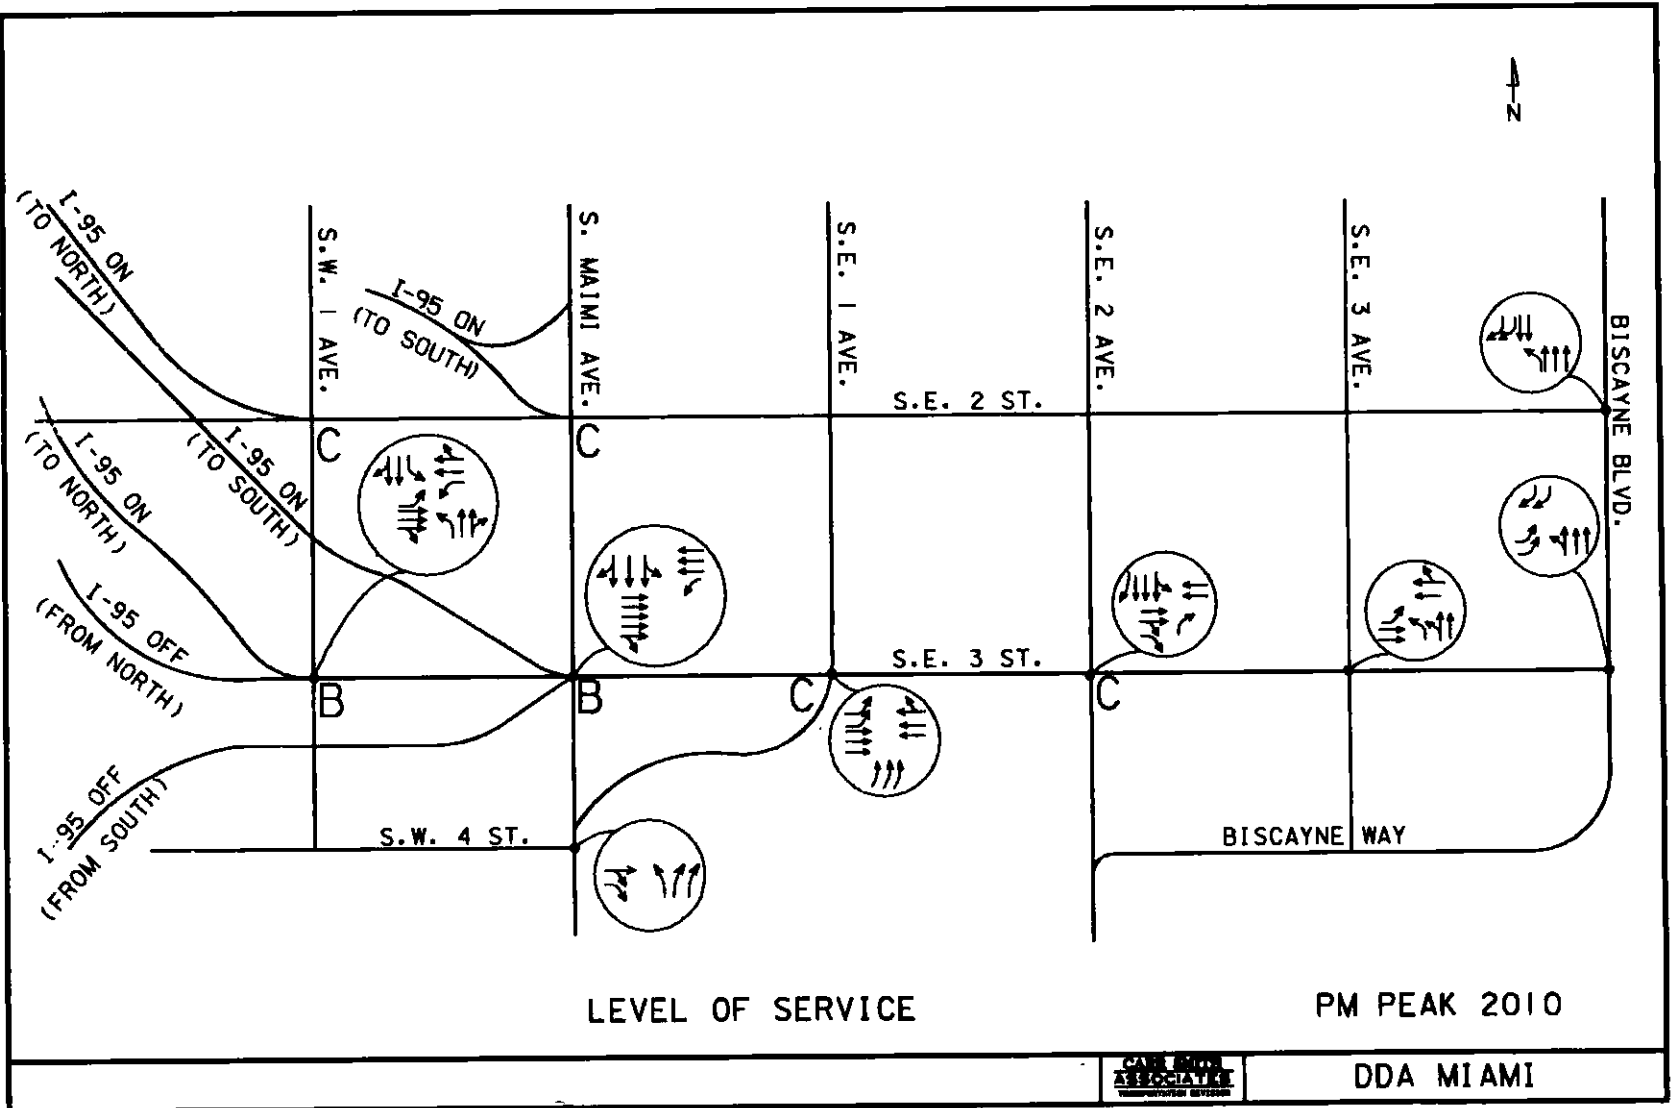 N
I-95 ON
(TO NORTH)
S.W. 1 AVE.
I-95 ON
(TO SOUTH)
S. MAIMI AVE.
S.E. 1 AVE.
S.E. 2 AVE.
S.E. 3 AVE.
BISCAYNE BLVD.
S.E. 2 ST.
C
C
I-95 ON
(TO SOUTH)
I-95 ON
(TO NORTH)
I-95 OFF
(FROM NORTH)
S.E. 3 ST.
B
B
C
C
I-95 OFF
(FROM SOUTH)
S.W. 4 ST.
BISCAYNE WAY
LEVEL OF SERVICE
PM PEAK 2010
CARR SMITH
ASSOCIATES
DDA MIAMI